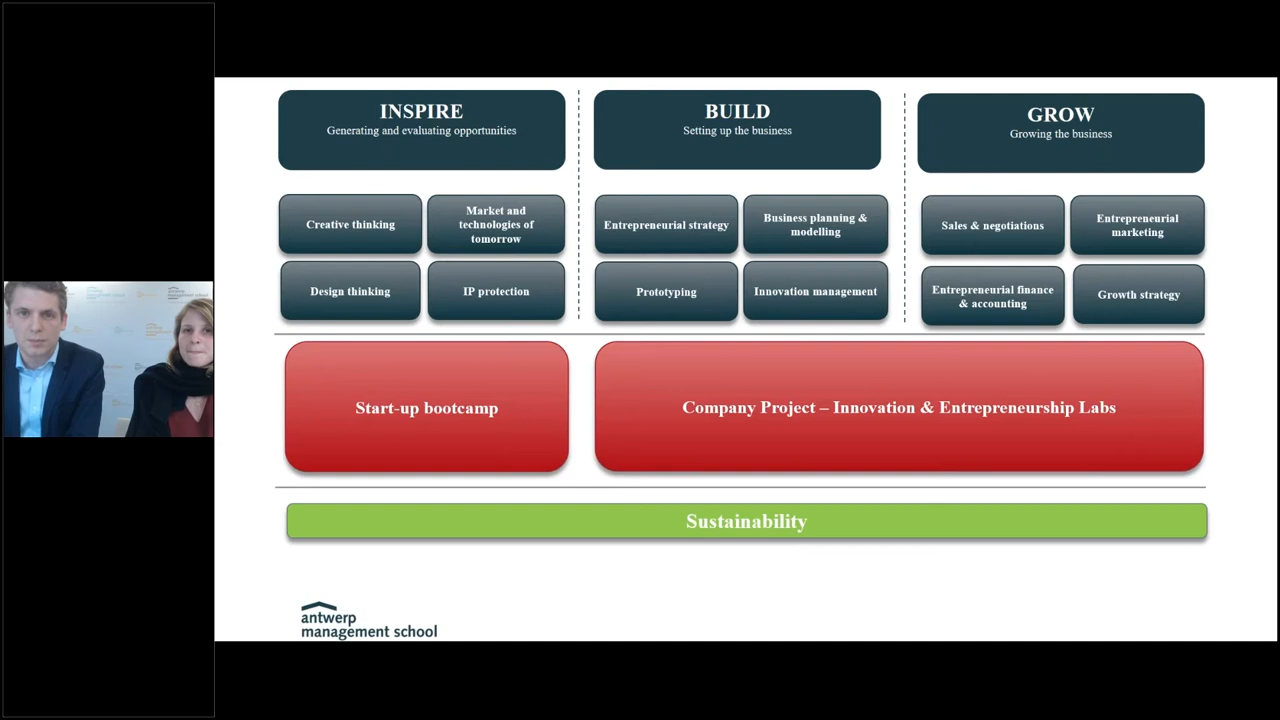 INSPIRE
Generating and evaluating opportunities
BUILD
Setting up the business
GROW
Growing the business
Creative thinking
Market and
technologies of
tomorrow
Design thinking
IP protection
Entrepreneurial strategy
Business planning &
modelling
Prototyping
Innovation management
Sales & negotiations
Entrepreneurial
marketing
Entrepreneurial finance
& accounting
Growth strategy
Start-up bootcamp
Company Project – Innovation & Entrepreneurship Labs
Sustainability
antwerp
management school